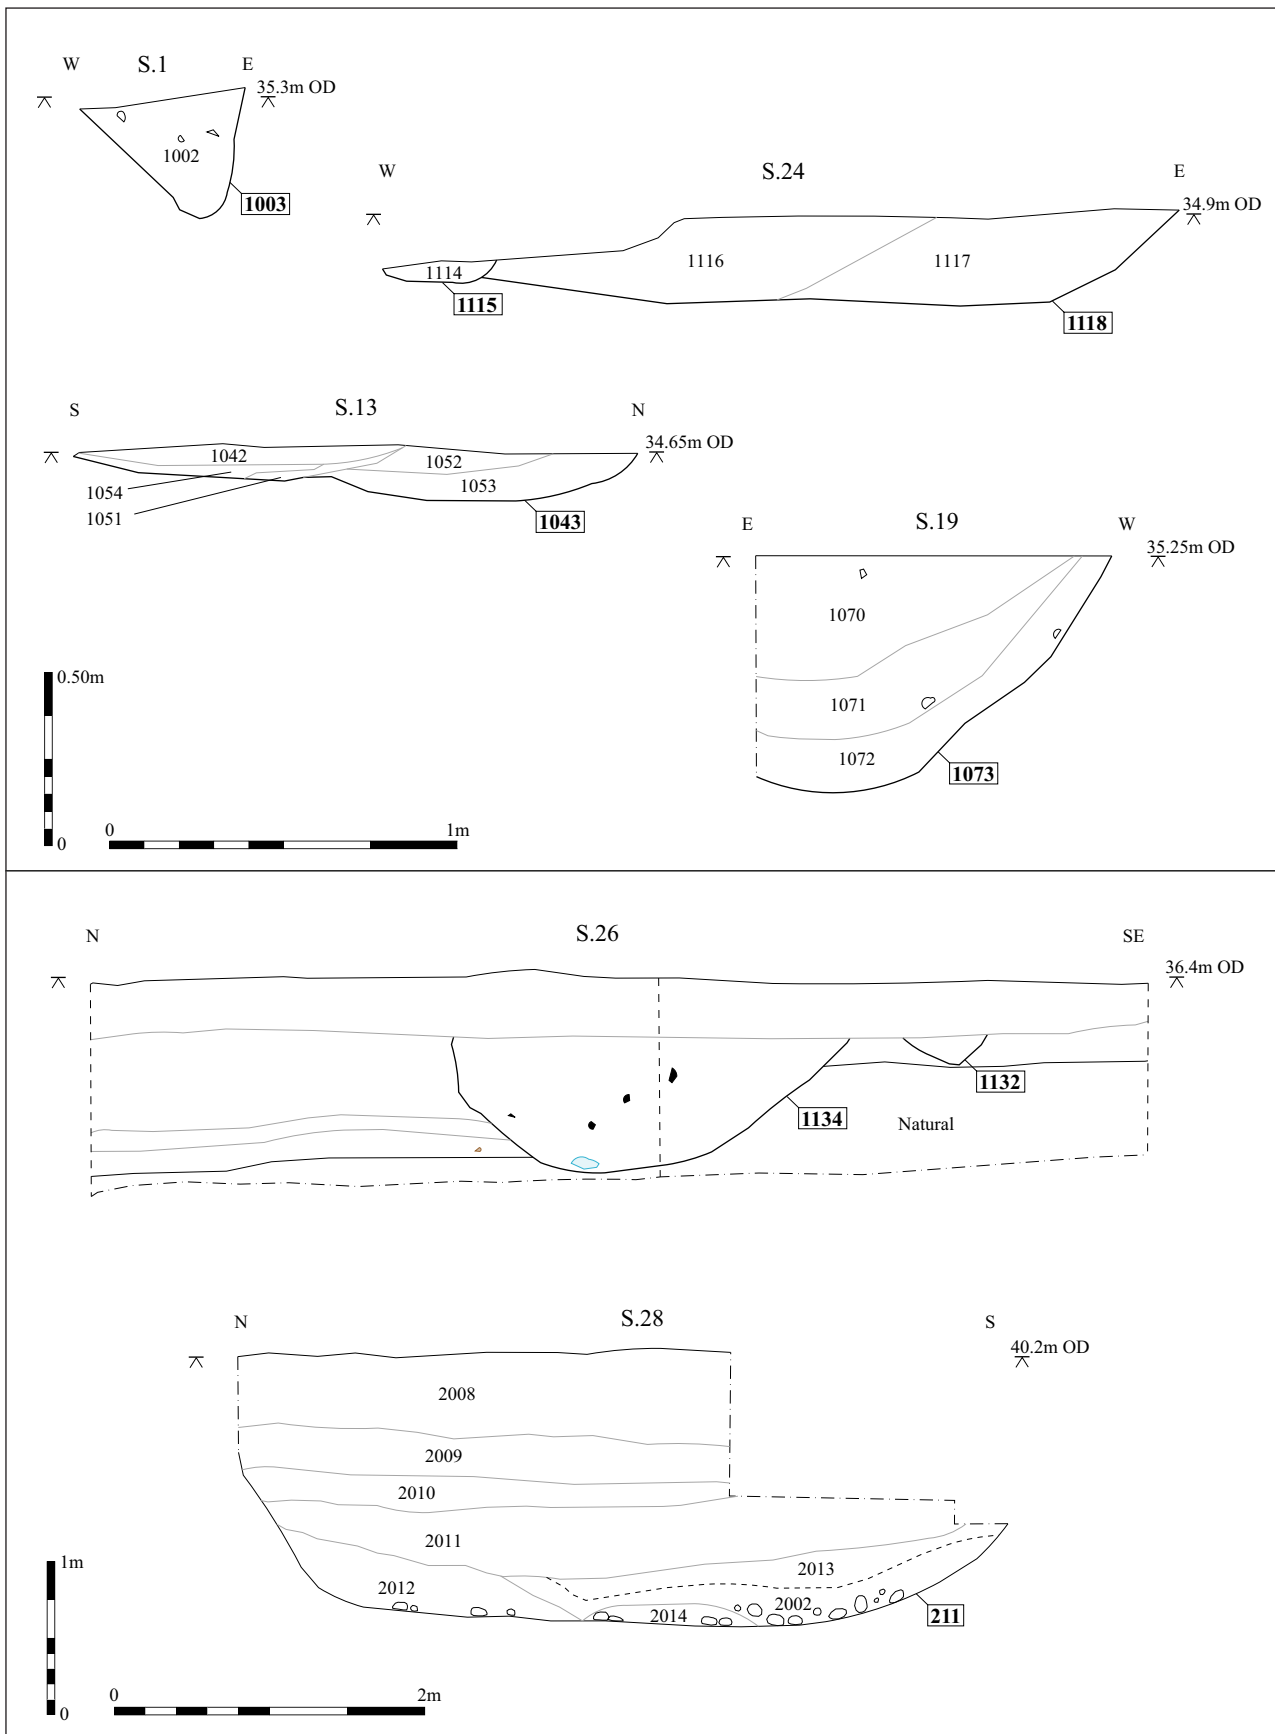 W S.1 E
35.3m OD
1002
1003
W S.24 E
34.9m OD
1116 1117
1114
1115
1118
S S.13 N
34.65m OD
1042
1052
1054
1053
1051
1043
E S.19 W
35.25m OD
1070
1071
1072
1073
0.50m
0
0 1m
N S.26 SE
36.4m OD
1132
1134
Natural
N S.28 S
40.2m OD
2008
2009
2010
2011
2013
2012
2002
2014
211
1m
0
0 2m